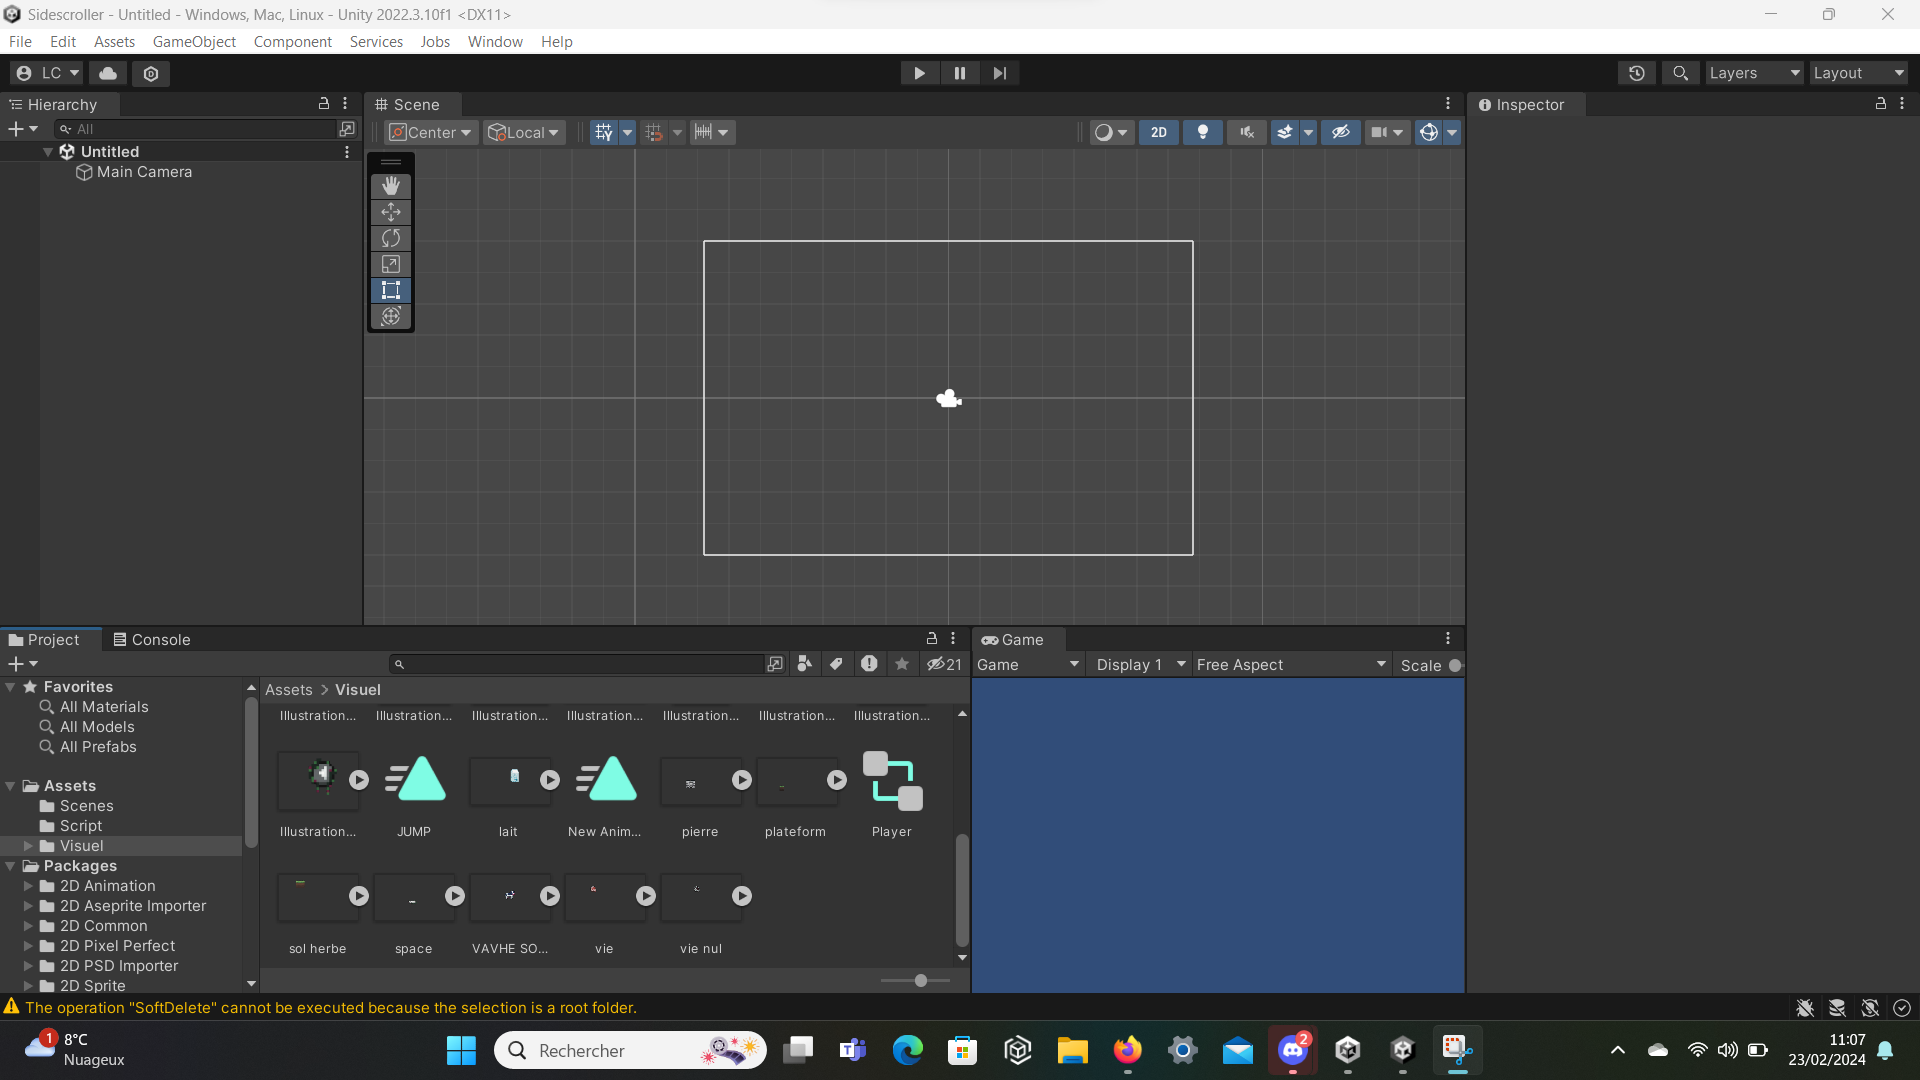 Sidescroller - Untitled - Windows, Mac, Linux - Unity 2022.3.10f1 <DX11>
File Edit Assets GameObject Component Services Jobs Window Help
LC Layers Layout
Hierarchy
All
Untitled
Main Camera
Scene
Center Local 2D
Inspector
Project Console
21
Favorites
All Materials
All Models
All Prefabs
Assets
Scenes
Script
Visuel
Packages
2D Animation
2D Aseprite Importer
2D Common
2D Pixel Perfect
2D PSD Importer
2D Sprite
Assets > Visuel
Illustration... Illustration... Illustration... Illustration... Illustration... Illustration... Illustration...
Illustration... JUMP lait New Anim... pierre plateform Player
sol herbe space VAVHE SO... vie vie nul
Game
Game Display 1 Free Aspect Scale
The operation "SoftDelete" cannot be executed because the selection is a root folder.
1
8°C
Nuageux
Rechercher
2
11:07
23/02/2024